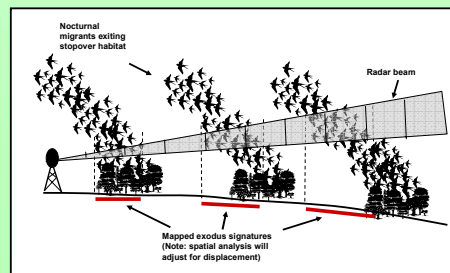 Nocturnal
migrants exiting
stopover habitat
Radar beam
Mapped exodus signatures
(Note: spatial analysis will
adjust for displacement)